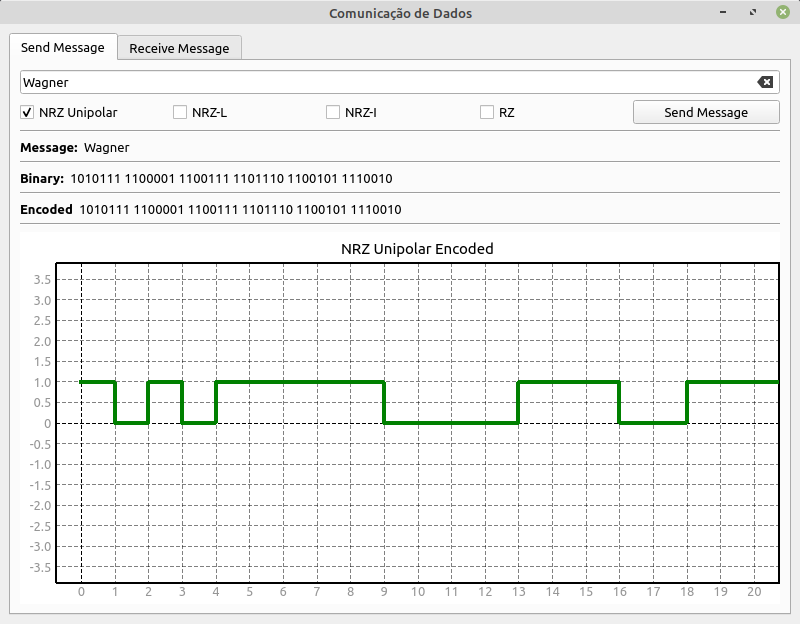 Comunicação de Dados
Send Message Receive Message
Wagner
NRZ Unipolar NRZ-L NRZ-I RZ Send Message
Message: Wagner
Binary: 1010111 1100001 1100111 1101110 1100101 1110010
Encoded 1010111 1100001 1100111 1101110 1100101 1110010
NRZ Unipolar Encoded
3.5
3.0
2.5
2.0
1.5
1.0
0.5
0
-0.5
-1.0
-1.5
-2.0
-2.5
-3.0
-3.5
0 1 2 3 4 5 6 7 8 9 10 11 12 13 14 15 16 17 18 19 20